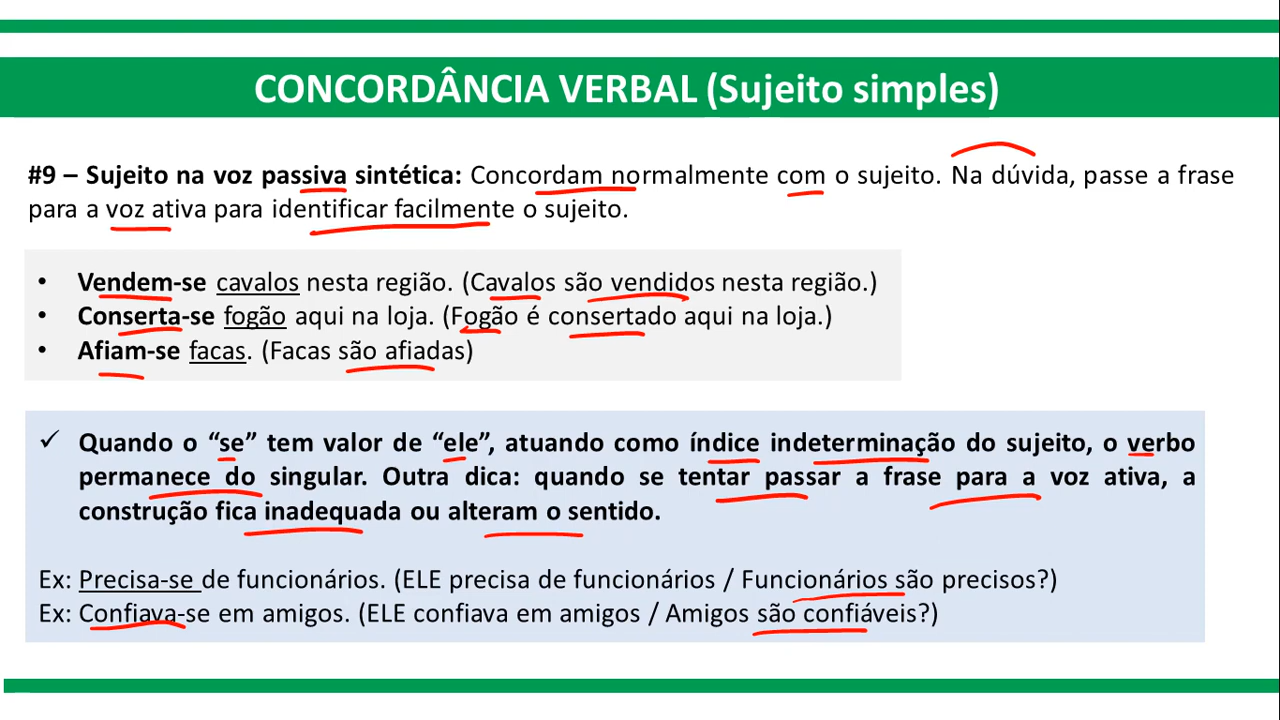 CONCORDÂNCIA VERBAL (Sujeito simples)
#9 – Sujeito na voz passiva sintética: Concordam normalmente com o sujeito. Na dúvida, passe a frase
para a voz ativa para identificar facilmente o sujeito.
• Vendem-se cavalos nesta região. (Cavalos são vendidos nesta região.)
• Conserta-se fogão aqui na loja. (Fogão é consertado aqui na loja.)
• Afiam-se facas. (Facas são afiadas)
✓ Quando o “se” tem valor de “ele”, atuando como índice indeterminação do sujeito, o verbo
permanece do singular. Outra dica: quando se tentar passar a frase para a voz ativa, a
construção fica inadequada ou alteram o sentido.
Ex: Precisa-se de funcionários. (ELE precisa de funcionários / Funcionários são precisos?)
Ex: Confiava-se em amigos. (ELE confiava em amigos / Amigos são confiáveis?)